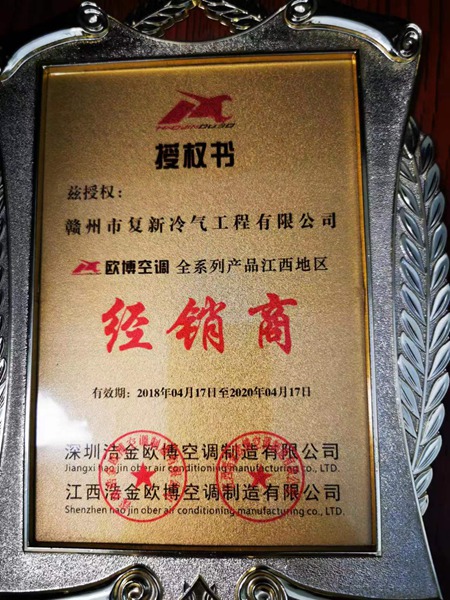 HAOJINOUBO
授权书
兹授权：
赣州市复新冷气工程有限公司
欧博空调 全系列产品江西地区
经销商
有效期：2018年04月17日至2020年04月17日
深圳浩金欧博空调制造有限公司
Jiangxi hao jin ober air conditioning manufacturing co., LTD.
江西浩金欧博空调制造有限公司
Shenzhen hao jin ober air conditioning manufacturing co., LTD.